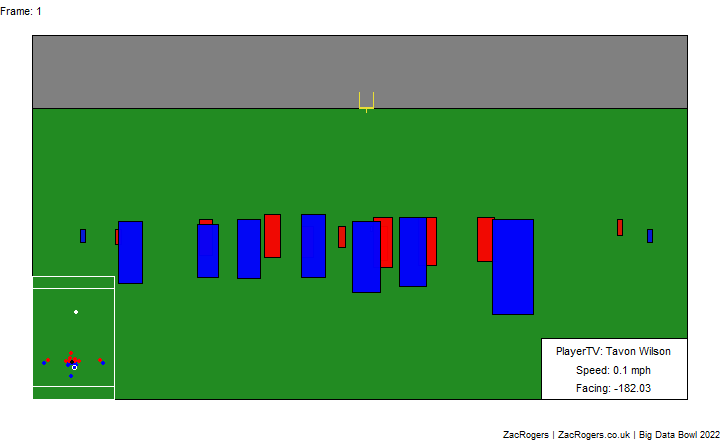 Frame: 1
PlayerTV: Tavon Wilson
Speed: 0.1 mph
Facing: -182.03
ZacRogers | ZacRogers.co.uk | Big Data Bowl 2022